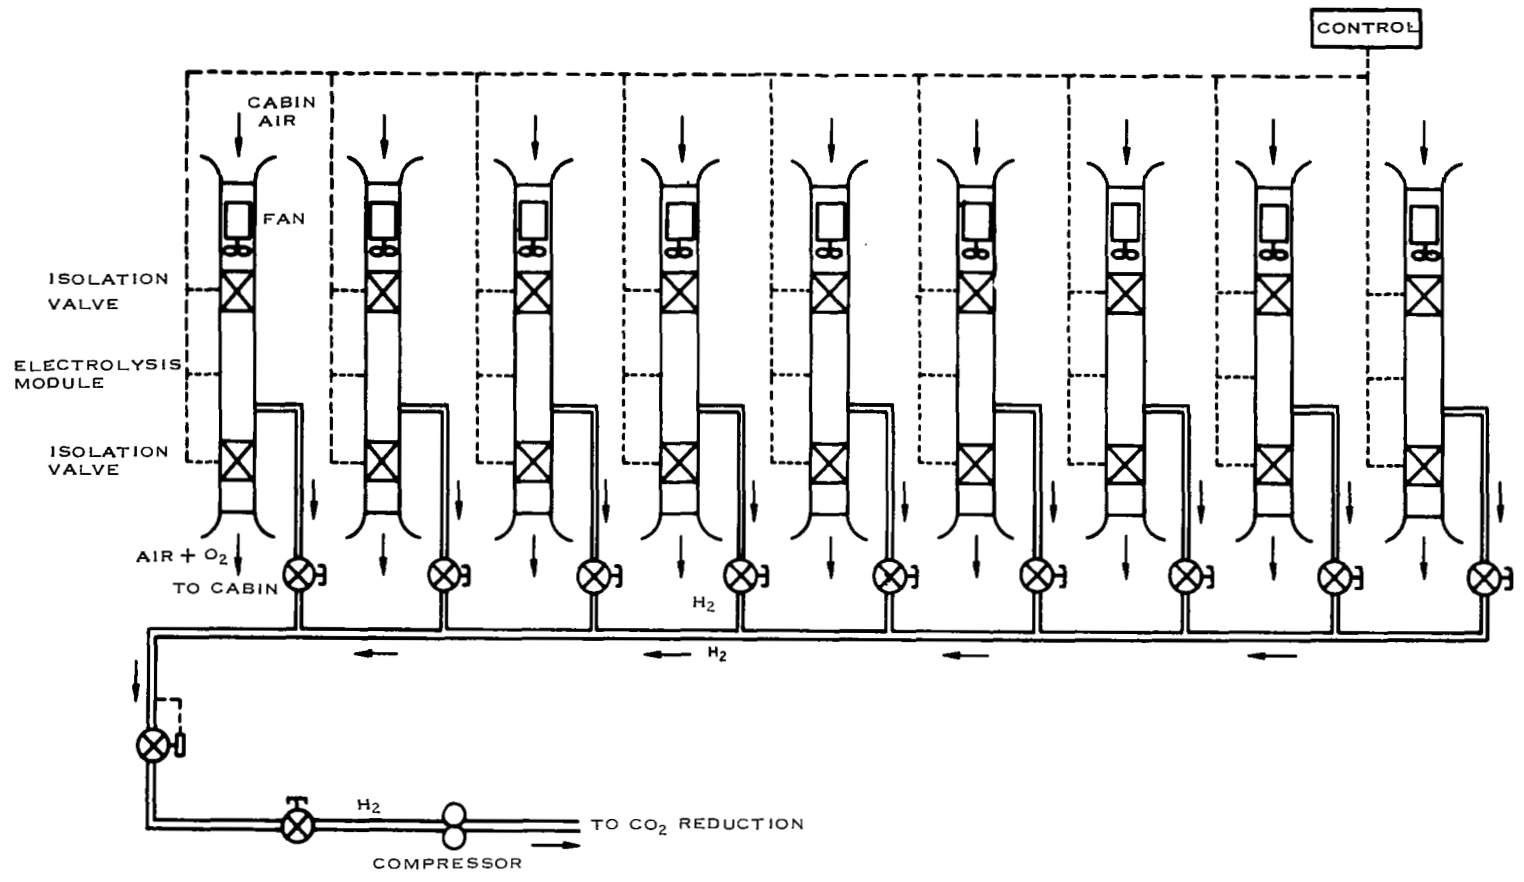 CONTROL
CABIN
AIR
FAN
ISOLATION
VALVE
ELECTROLYSIS
MODULE
ISOLATION
VALVE
AIR + O2
TO CABIN
H2
H2
H2
TO CO2 REDUCTION
COMPRESSOR